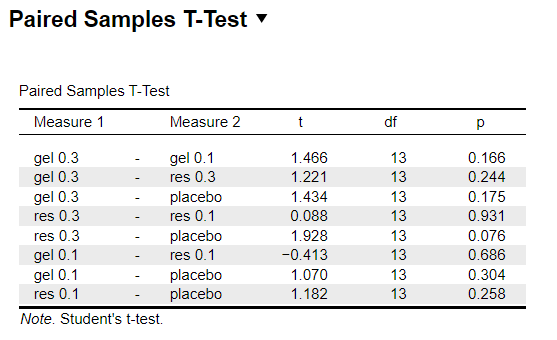 Paired Samples T-Test ▼
Paired Samples T-Test
Measure 1 Measure 2 t df p
gel 0.3 - gel 0.1 1.466 13 0.166
gel 0.3 - res 0.3 1.221 13 0.244
gel 0.3 - placebo 1.434 13 0.175
res 0.3 - res 0.1 0.088 13 0.931
res 0.3 - placebo 1.928 13 0.076
gel 0.1 - res 0.1 −0.413 13 0.686
gel 0.1 - placebo 1.070 13 0.304
res 0.1 - placebo 1.182 13 0.258
Note. Student's t-test.